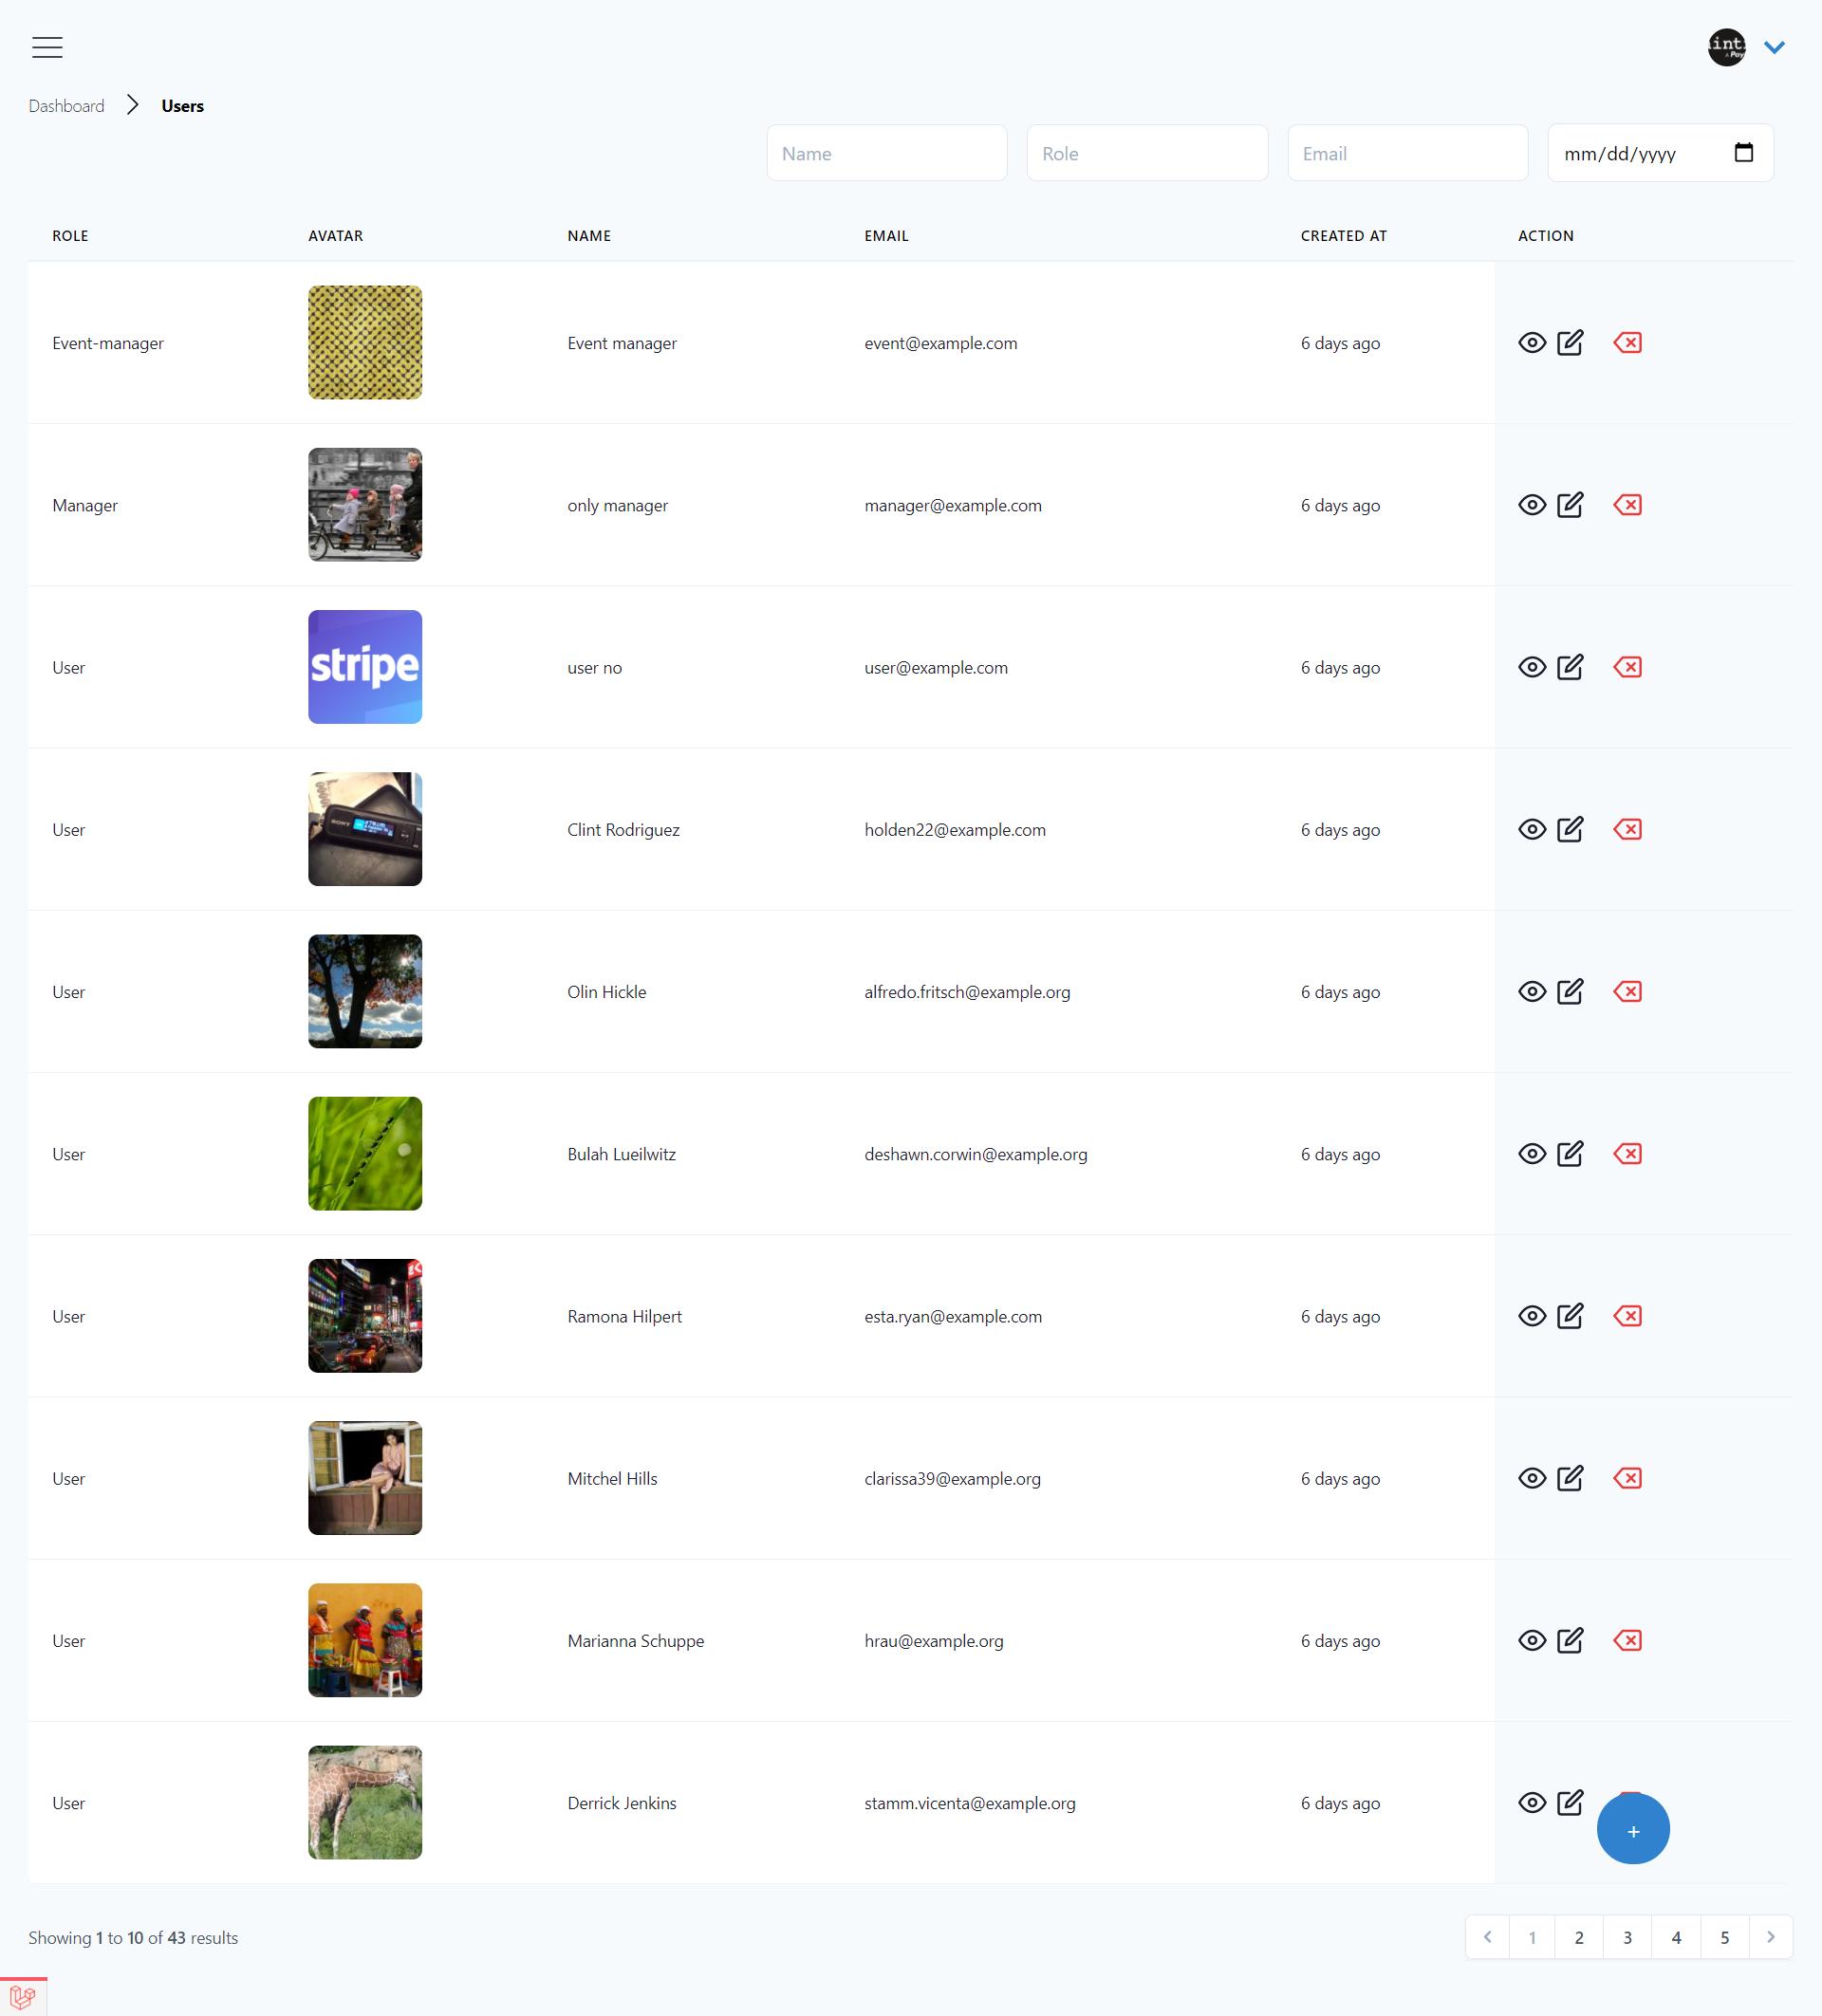 int
Pay
Dashboard Users
Name Role Email mm/dd/yyyy
ROLE AVATAR NAME EMAIL CREATED AT ACTION
Event-manager Event manager event@example.com 6 days ago
Manager only manager manager@example.com 6 days ago
User stripe user no user@example.com 6 days ago
User SONY Clint Rodriguez holden22@example.com 6 days ago
User Olin Hickle alfredo.fritsch@example.org 6 days ago
User Bulah Lueilwitz deshawn.corwin@example.org 6 days ago
User Ramona Hilpert esta.ryan@example.com 6 days ago
User Mitchel Hills clarissa39@example.org 6 days ago
User Marianna Schuppe hrau@example.org 6 days ago
User Derrick Jenkins stamm.vicenta@example.org 6 days ago
+
Showing 1 to 10 of 43 results 1 2 3 4 5